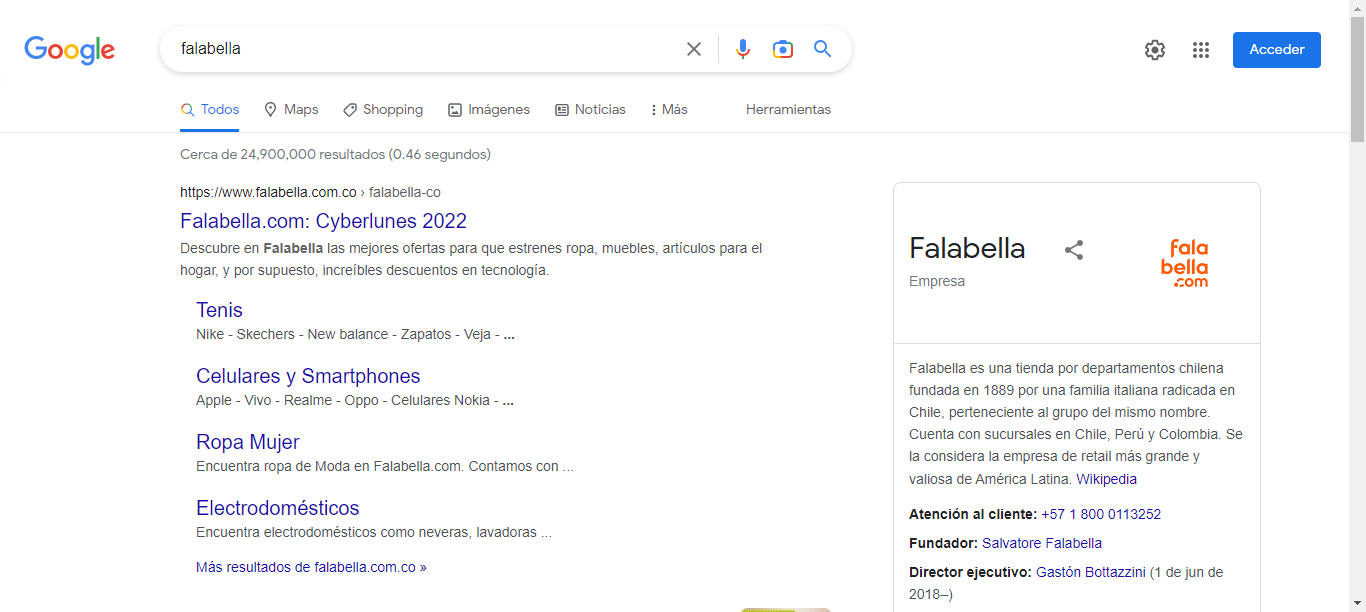 Google
falabella
Acceder
Todos
Maps
Shopping
Imágenes
Noticias
Más
Herramientas
Cerca de 24,900,000 resultados (0.46 segundos)
https://www.falabella.com.co › falabella-co
Falabella.com: Cyberlunes 2022
Descubre en Falabella las mejores ofertas para que estrenes ropa, muebles, artículos para el
hogar, y por supuesto, increíbles descuentos en tecnología.
Tenis
Nike - Skechers - New balance - Zapatos - Veja - ...
Celulares y Smartphones
Apple - Vivo - Realme - Oppo - Celulares Nokia - ...
Ropa Mujer
Encuentra ropa de Moda en Falabella.com. Contamos con ...
Electrodomésticos
Encuentra electrodomésticos como neveras, lavadoras ...
Más resultados de falabella.com.co »
Falabella
Empresa
fala
bella
.com
Falabella es una tienda por departamentos chilena
fundada en 1889 por una familia italiana radicada en
Chile, perteneciente al grupo del mismo nombre.
Cuenta con sucursales en Chile, Perú y Colombia. Se
la considera la empresa de retail más grande y
valiosa de América Latina. Wikipedia
Atención al cliente: +57 1 800 0113252
Fundador: Salvatore Falabella
Director ejecutivo: Gastón Bottazzini (1 de jun de
2018–)